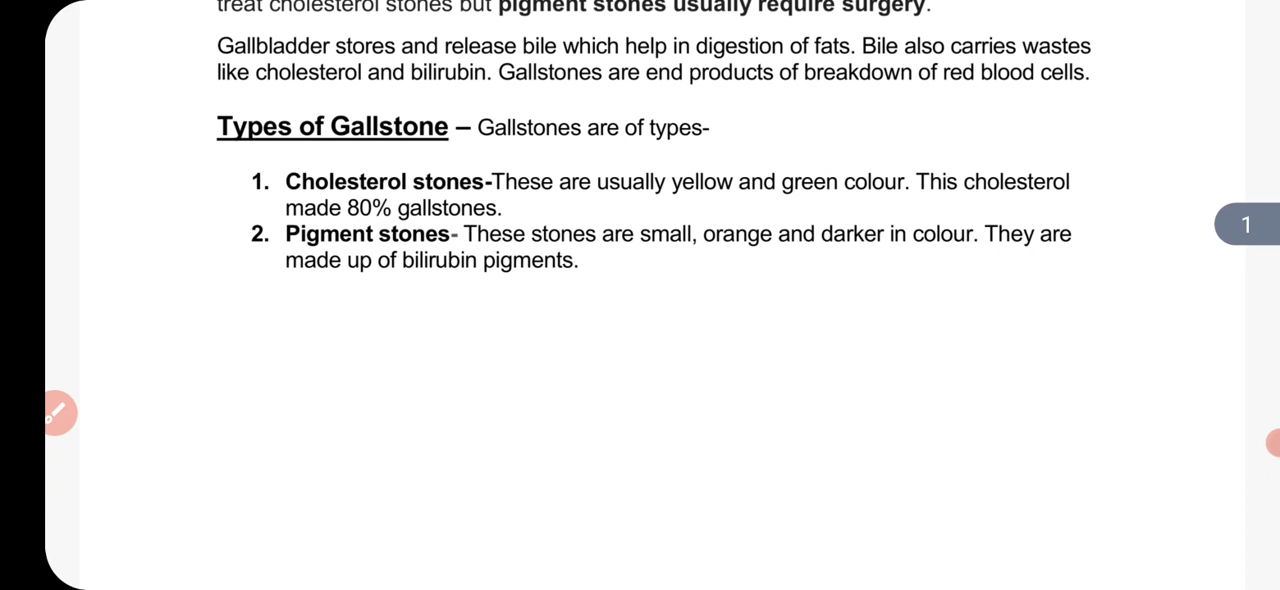 treat cholesterol stones but pigment stones usually require surgery.
Gallbladder stores and release bile which help in digestion of fats. Bile also carries wastes
like cholesterol and bilirubin. Gallstones are end products of breakdown of red blood cells.
Types of Gallstone – Gallstones are of types-
1. Cholesterol stones-These are usually yellow and green colour. This cholesterol
made 80% gallstones.
2. Pigment stones- These stones are small, orange and darker in colour. They are
made up of bilirubin pigments.
1